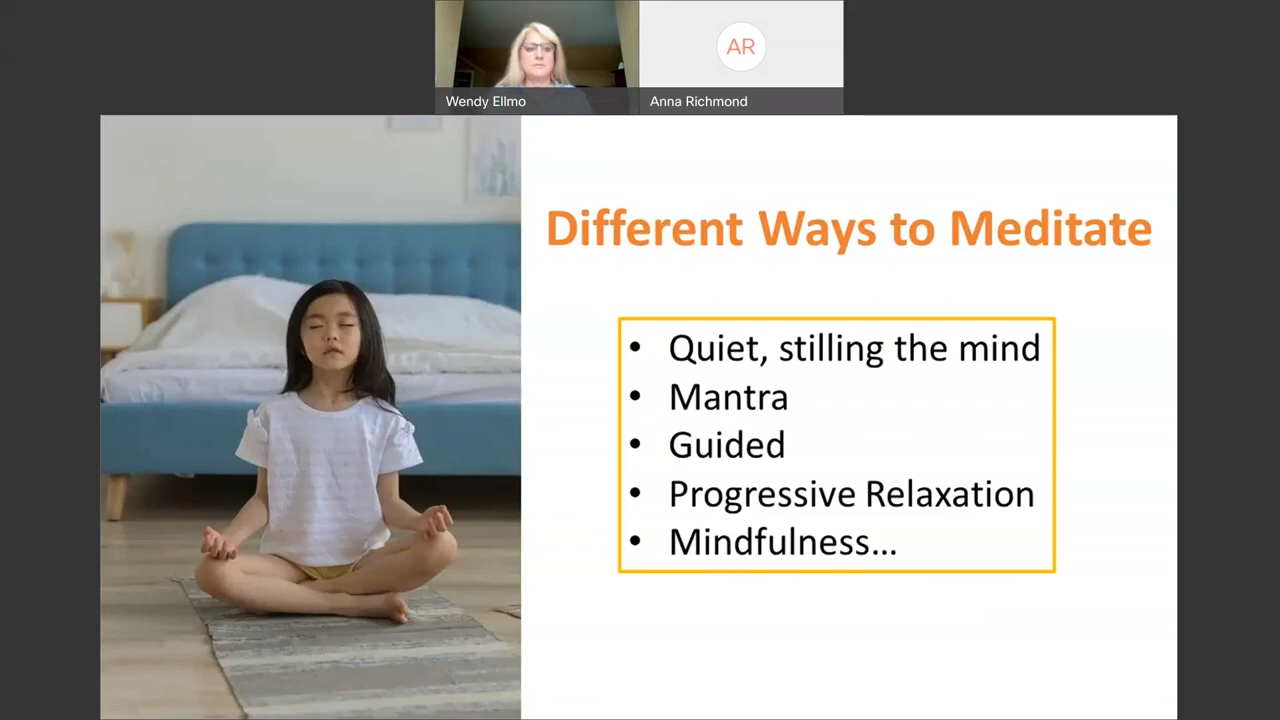 AR
Wendy Ellmo
Anna Richmond
Different Ways to Meditate
• Quiet, stilling the mind
• Mantra
• Guided
• Progressive Relaxation
• Mindfulness...